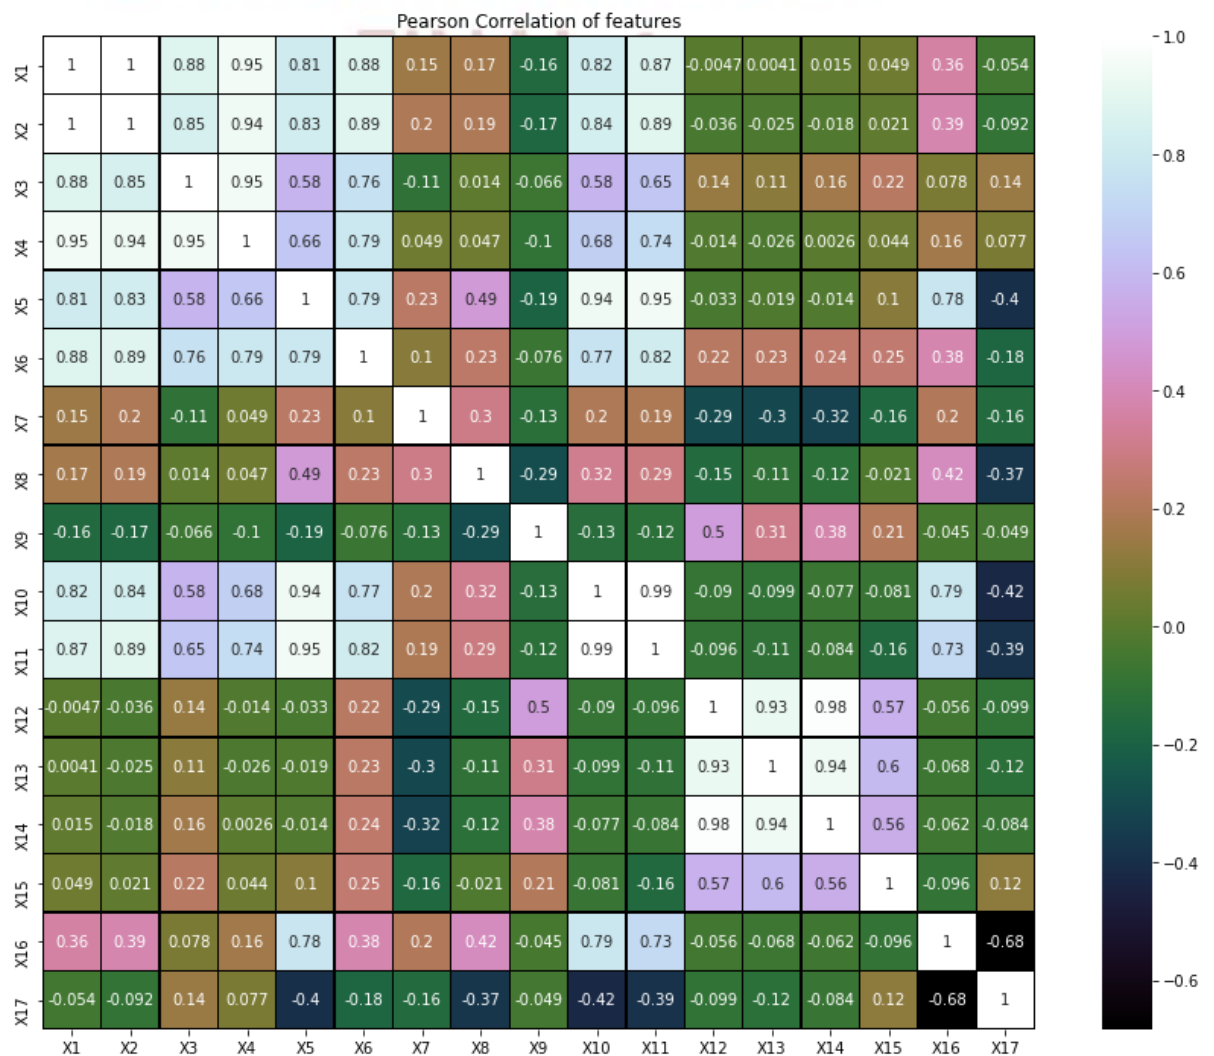 Pearson Correlation of features
X1 1 1 0.88 0.95 0.81 0.88 0.15 0.17 -0.16 0.82 0.87 -0.0047 0.0041 0.015 0.049 0.36 -0.054 1.0
X2 1 1 0.85 0.94 0.83 0.89 0.2 0.19 -0.17 0.84 0.89 -0.036 -0.025 -0.018 0.021 0.39 -0.092
0.8
X3 0.88 0.85 1 0.95 0.58 0.76 -0.11 0.014 -0.066 0.58 0.65 0.14 0.11 0.16 0.22 0.078 0.14
X4 0.95 0.94 0.95 1 0.66 0.79 0.049 0.047 -0.1 0.68 0.74 -0.014 -0.026 0.0026 0.044 0.16 0.077
0.6
X5 0.81 0.83 0.58 0.66 1 0.79 0.23 0.49 -0.19 0.94 0.95 -0.033 -0.019 -0.014 0.1 0.78 -0.4
X6 0.88 0.89 0.76 0.79 0.79 1 0.1 0.23 -0.076 0.77 0.82 0.22 0.23 0.24 0.25 0.38 -0.18
0.4
X7 0.15 0.2 -0.11 0.049 0.23 0.1 1 0.3 -0.13 0.2 0.19 -0.29 -0.3 -0.32 -0.16 0.2 -0.16
X8 0.17 0.19 0.014 0.047 0.49 0.23 0.3 1 -0.29 0.32 0.29 -0.15 -0.11 -0.12 -0.021 0.42 -0.37
0.2
X9 -0.16 -0.17 -0.066 -0.1 -0.19 -0.076 -0.13 -0.29 1 -0.13 -0.12 0.5 0.31 0.38 0.21 -0.045 -0.049
X10 0.82 0.84 0.58 0.68 0.94 0.77 0.2 0.32 -0.13 1 0.99 -0.09 -0.099 -0.077 -0.081 0.79 -0.42
0.0
X11 0.87 0.89 0.65 0.74 0.95 0.82 0.19 0.29 -0.12 0.99 1 -0.096 -0.11 -0.084 -0.16 0.73 -0.39
X12 -0.0047 -0.036 0.14 -0.014 -0.033 0.22 -0.29 -0.15 0.5 -0.09 -0.096 1 0.93 0.98 0.57 -0.056 -0.099
−0.2
X13 0.0041 -0.025 0.11 -0.026 -0.019 0.23 -0.3 -0.11 0.31 -0.099 -0.11 0.93 1 0.94 0.6 -0.068 -0.12
X14 0.015 -0.018 0.16 0.0026 -0.014 0.24 -0.32 -0.12 0.38 -0.077 -0.084 0.98 0.94 1 0.56 -0.062 -0.084
−0.4
X15 0.049 0.021 0.22 0.044 0.1 0.25 -0.16 -0.021 0.21 -0.081 -0.16 0.57 0.6 0.56 1 -0.096 0.12
X16 0.36 0.39 0.078 0.16 0.78 0.38 0.2 0.42 -0.045 0.79 0.73 -0.056 -0.068 -0.062 -0.096 1 -0.68
−0.6
X17 -0.054 -0.092 0.14 0.077 -0.4 -0.18 -0.16 -0.37 -0.049 -0.42 -0.39 -0.099 -0.12 -0.084 0.12 -0.68 1
X1 X2 X3 X4 X5 X6 X7 X8 X9 X10 X11 X12 X13 X14 X15 X16 X17